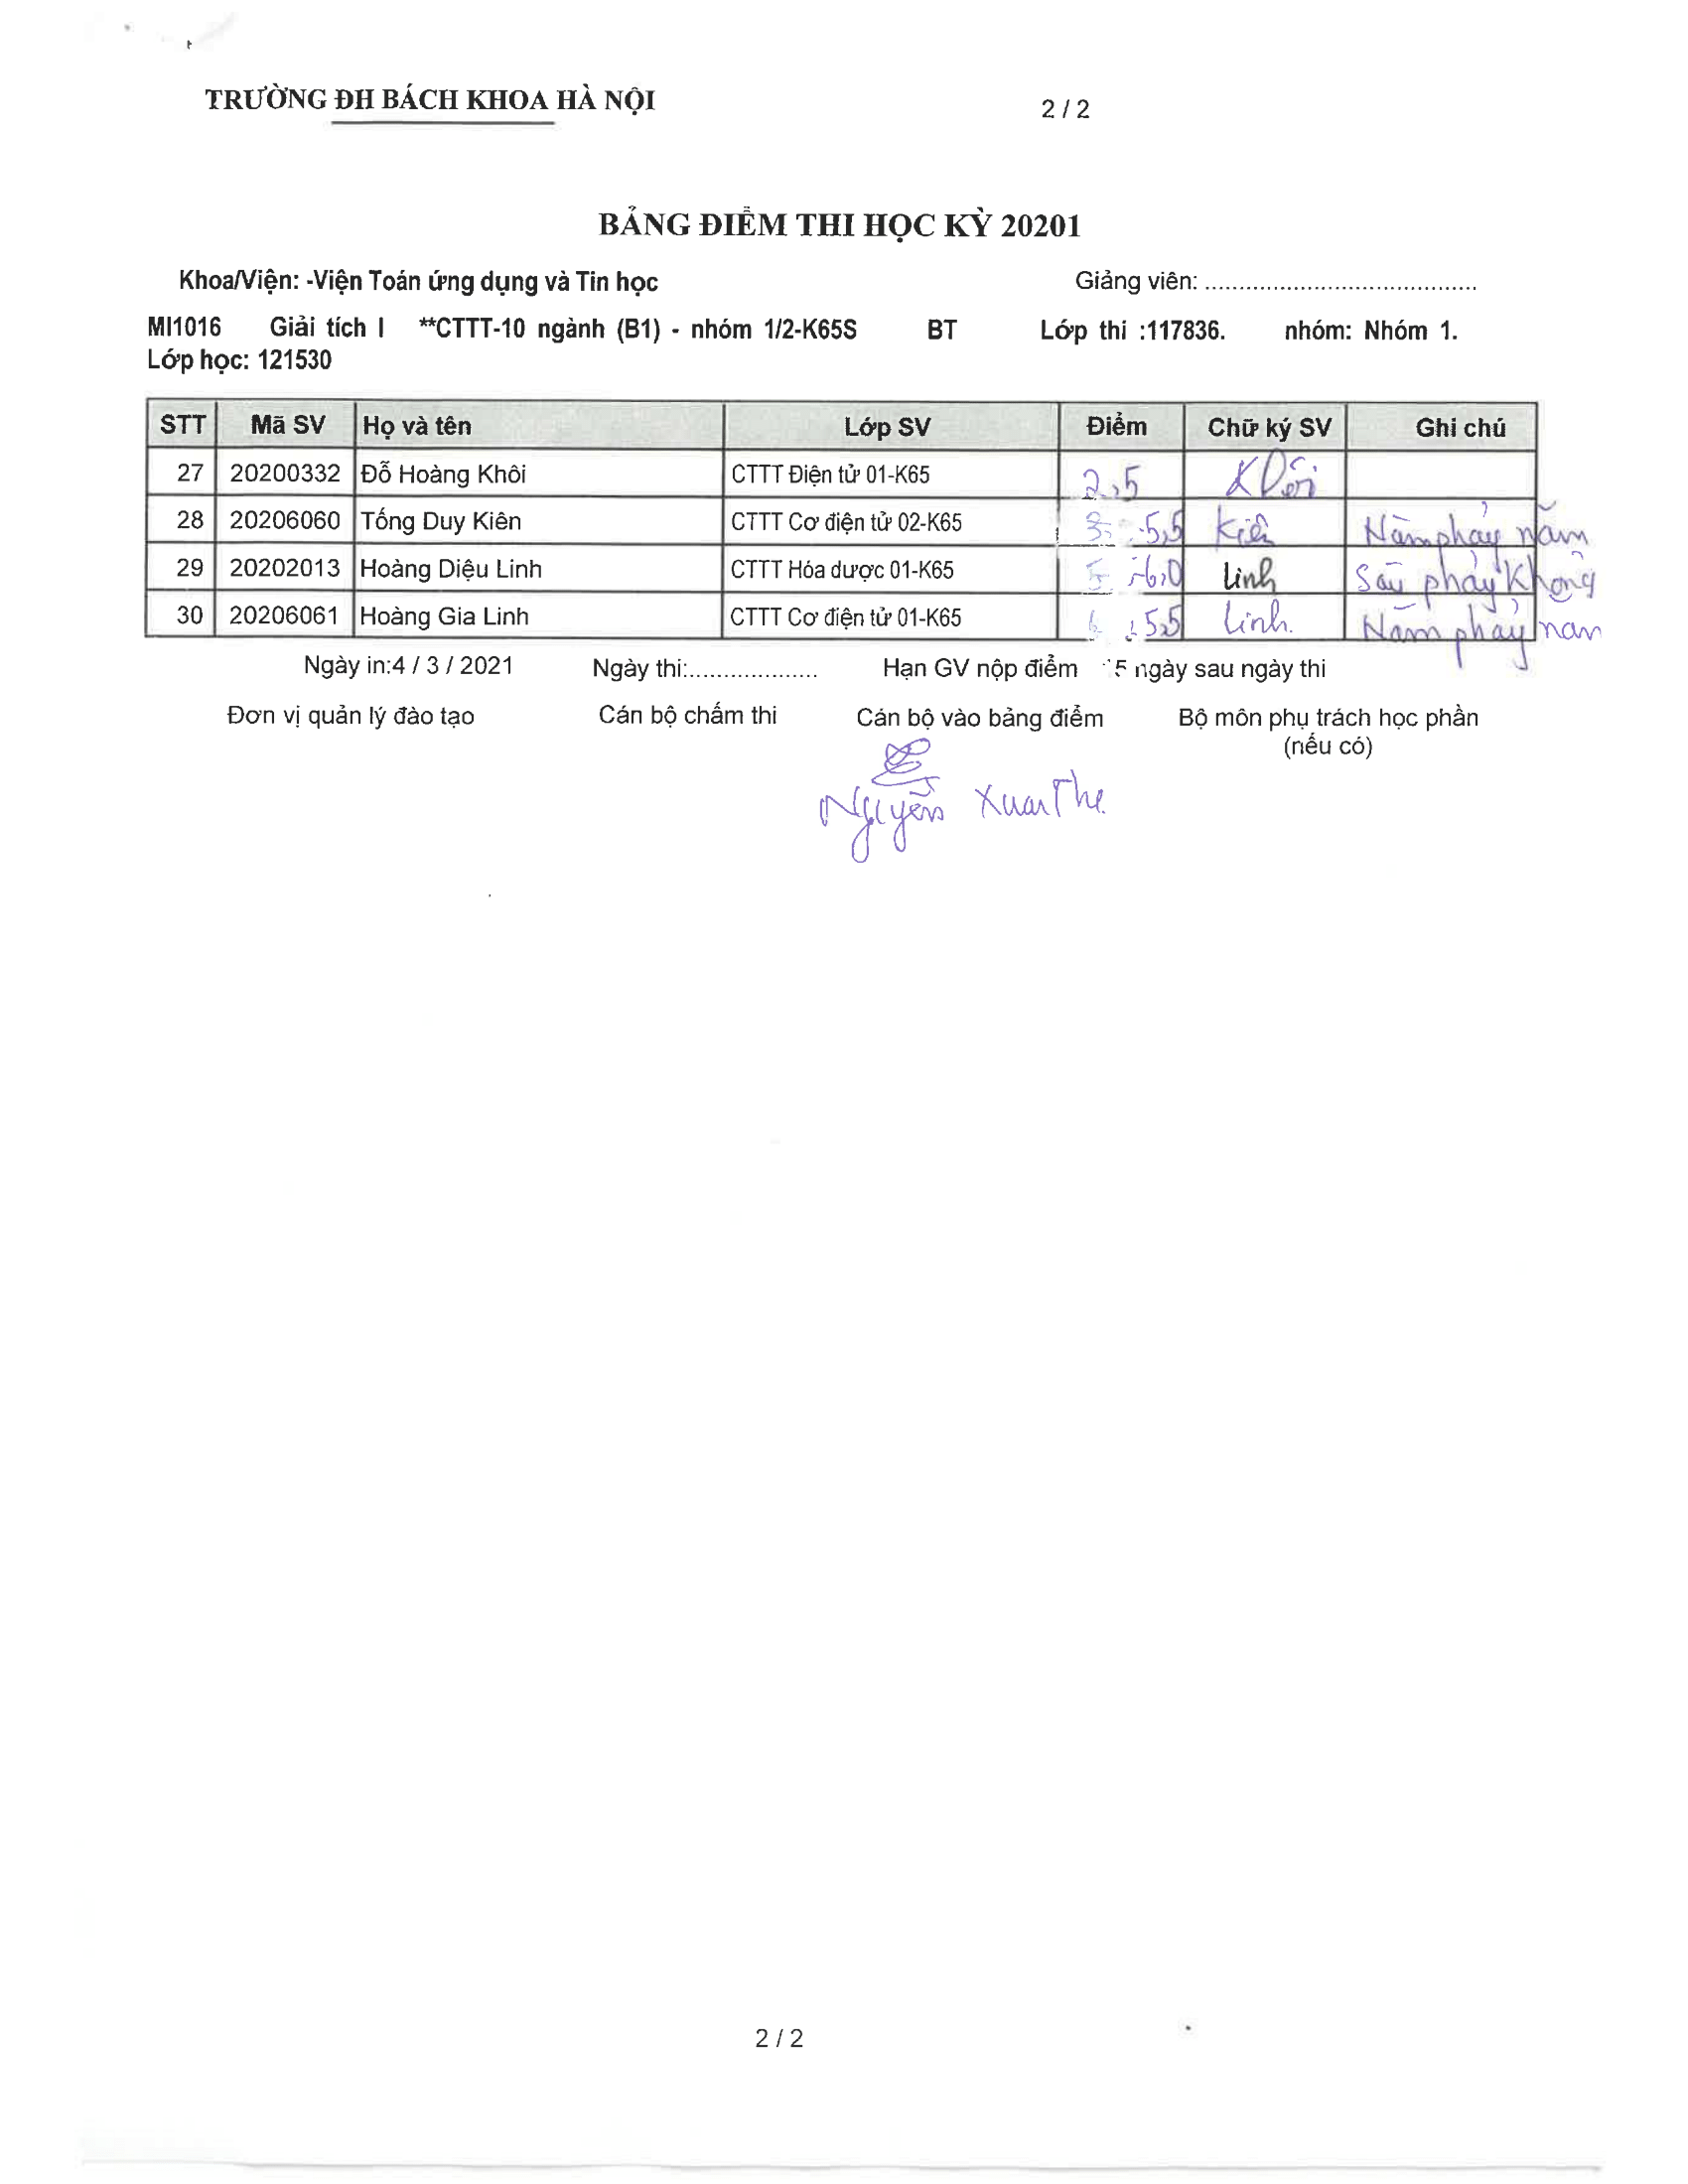 TRƯỜNG ĐH BÁCH KHOA HÀ NỘI 2 / 2
BẢNG ĐIỂM THI HỌC KỲ 20201
Khoa/Viện: -Viện Toán ứng dụng và Tin học Giảng viên: ........................................
MI1016 Giải tích I **CTTT-10 ngành (B1) - nhóm 1/2-K65S BT Lớp thi :117836. nhóm: Nhóm 1.
Lớp học: 121530
STT Mã SV Họ và tên Lớp SV Điểm Chữ ký SV Ghi chú
27 20200332 Đỗ Hoàng Khôi CTTT Điện tử 01-K65 2,5 Khôi
28 20206060 Tống Duy Kiên CTTT Cơ điện tử 02-K65 5,5 Kiên Năm phảy năm
29 20202013 Hoàng Diệu Linh CTTT Hóa dược 01-K65 6,0 Linh Sáu phảy không
30 20206061 Hoàng Gia Linh CTTT Cơ điện tử 01-K65 5,5 Linh. Năm phảy năm
Ngày in:4 / 3 / 2021 Ngày thi:................... Hạn GV nộp điểm 15 ngày sau ngày thi
Đơn vị quản lý đào tạo Cán bộ chấm thi Cán bộ vào bảng điểm Bộ môn phụ trách học phần
(nếu có)
Nguyễn Xuân
2 / 2